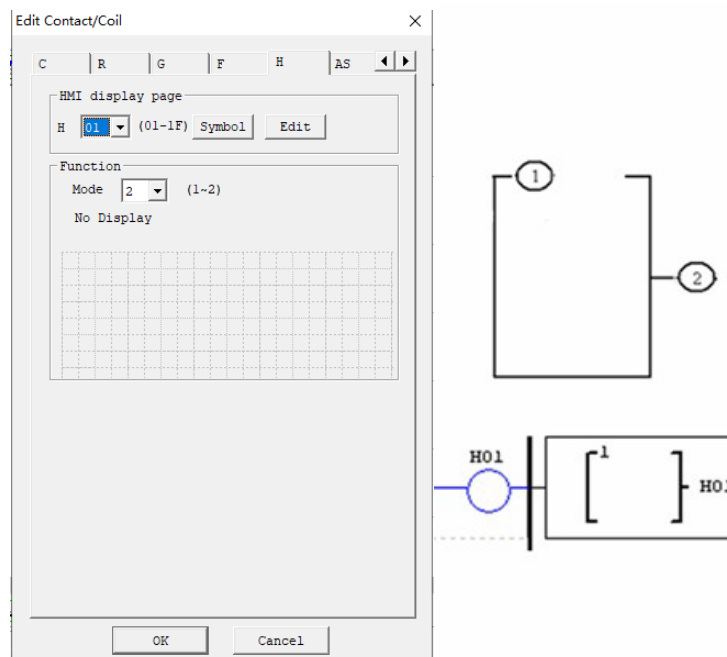 Edit Contact/Coil
C R G F H AS
HMI display page
H 01 (01-1F) Symbol Edit
Function
Mode 2 (1~2)
No Display
OK Cancel
1
2
H01
1
H01